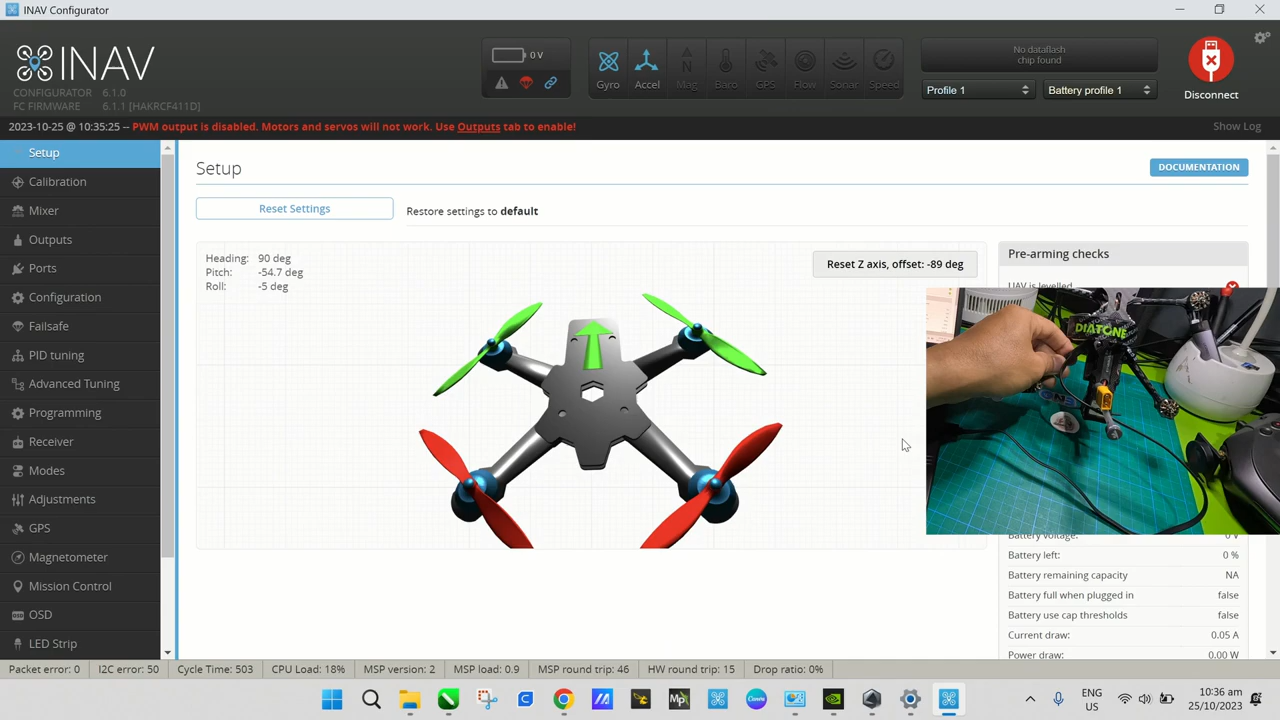 INAV Configurator
INAV
CONFIGURATOR 6.1.0
FC FIRMWARE 6.1.1 [HAKRCF411D]
0 V
Gyro
Accel
Mag
Baro
GPS
Flow
Sonar
Speed
No dataflash
chip found
Profile 1
Battery profile 1
Disconnect
2023-10-25 @ 10:35:25 -- PWM output is disabled. Motors and servos will not work. Use Outputs tab to enable!
Show Log
Setup
Calibration
Mixer
Outputs
Ports
Configuration
Failsafe
PID tuning
Advanced Tuning
Programming
Receiver
Modes
Adjustments
GPS
Magnetometer
Mission Control
OSD
LED Strip
Setup
DOCUMENTATION
Reset Settings
Restore settings to default
Heading: 90 deg
Pitch: -54.7 deg
Roll: -5 deg
Reset Z axis, offset: -89 deg
Pre-arming checks
UAV is levelled
DIATONE
Battery voltage: 0 V
Battery left: 0 %
Battery remaining capacity NA
Battery full when plugged in false
Battery use cap thresholds false
Current draw: 0.05 A
Power draw: 0.00 W
Packet error: 0
I2C error: 50
Cycle Time: 503
CPU Load: 18%
MSP version: 2
MSP load: 0.9
MSP round trip: 46
HW round trip: 15
Drop ratio: 0%
ENG
US
10:36 am
25/10/2023